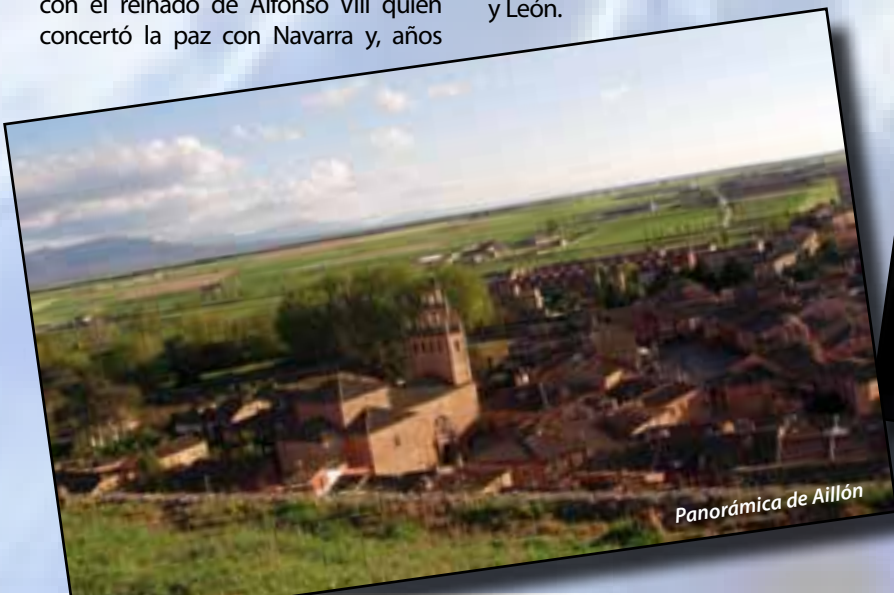 con el reinado de Alfonso VIII quien
concertó la paz con Navarra y, años
y León.
Panorámica de Aillón